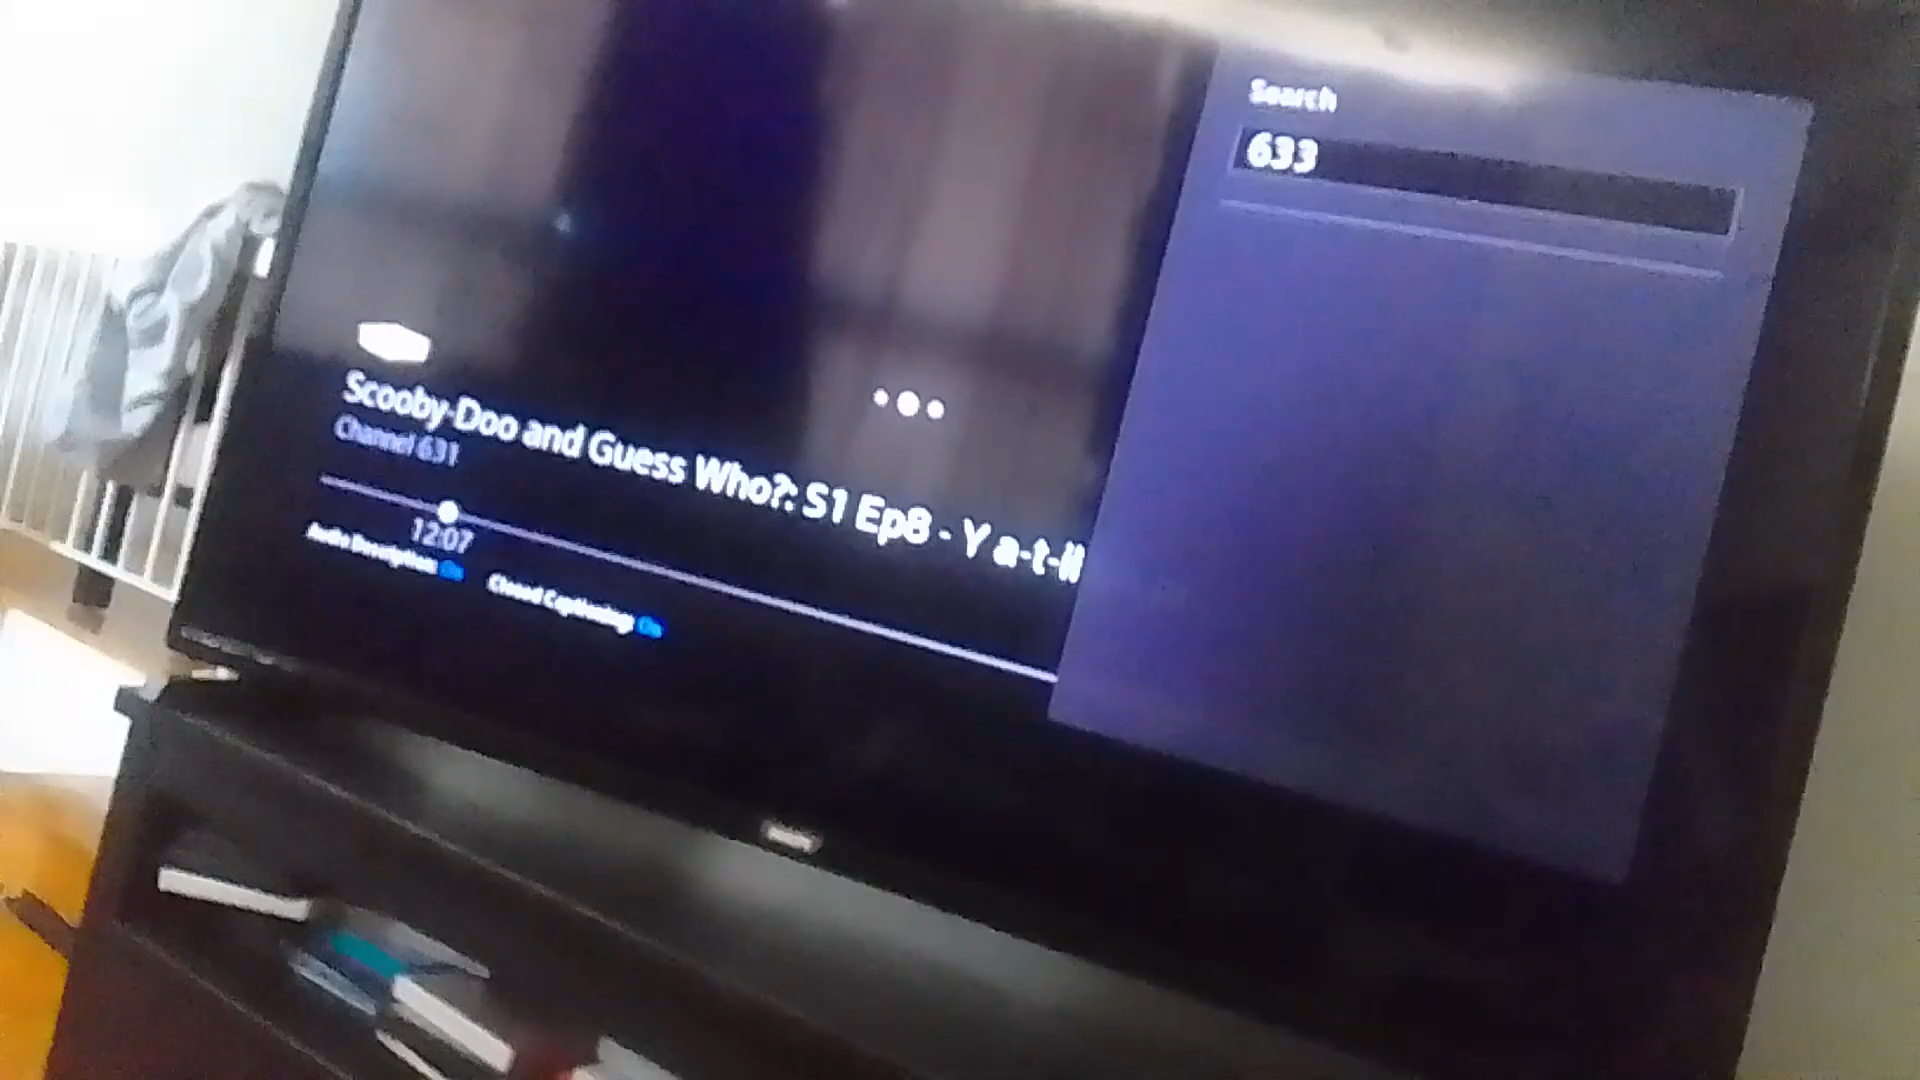 Search
633
Scooby-Doo and Guess Who?: S1 Ep8 - Y a-t-il
Channel 631
12:07
Audio Description: On Closed Captioning: On